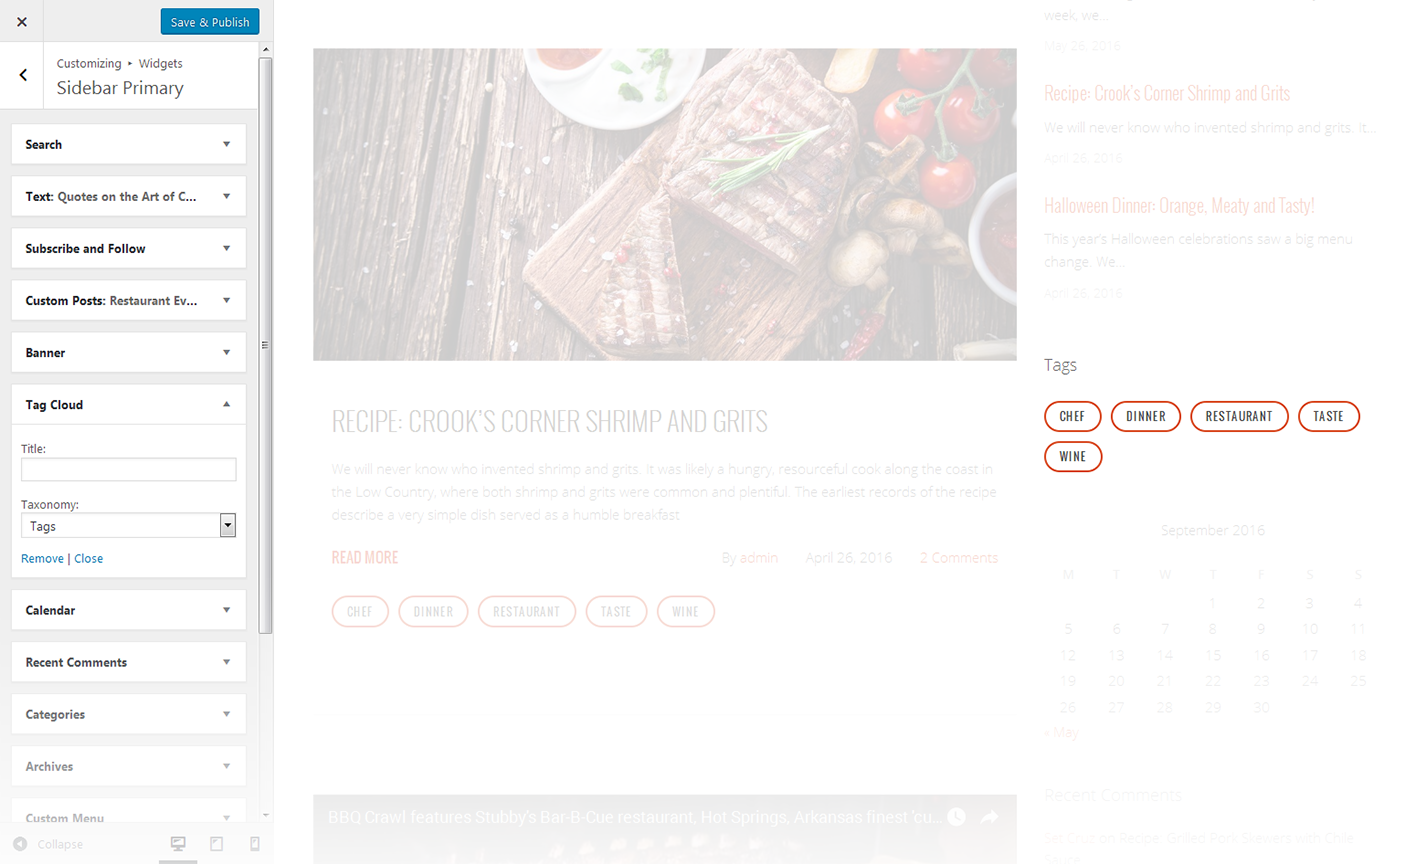 Save & Publish
Customizing ▸ Widgets
Sidebar Primary
Search
Text: Quotes on the Art of C...
Subscribe and Follow
Custom Posts: Restaurant Ev...
Banner
Tag Cloud
Title:
Taxonomy:
Tags
Remove | Close
Calendar
Recent Comments
Categories
Archives
Custom Menu
Collapse
RECIPE: CROOK'S CORNER SHRIMP AND GRITS
We will never know who invented shrimp and grits. It was likely a hungry, resourceful cook along the coast in
the Low Country, where both shrimp and grits were common and plentiful. The earliest records of the recipe
describe a very simple dish served as a humble breakfast
READ MORE
By admin April 26, 2016 2 Comments
CHEF DINNER RESTAURANT TASTE WINE
BBQ Crawl features Stubby's Bar-B-Cue restaurant, Hot Springs, Arkansas finest 'cu...
week, we...
May 26, 2016
Recipe: Crook's Corner Shrimp and Grits
We will never know who invented shrimp and grits. It...
April 26, 2016
Halloween Dinner: Orange, Meaty and Tasty!
This year's Halloween celebrations saw a big menu
change. We...
April 26, 2016
Tags
CHEF DINNER RESTAURANT TASTE
WINE
September 2016
M T W T F S S
1 2 3 4
5 6 7 8 9 10 11
12 13 14 15 16 17 18
19 20 21 22 23 24 25
26 27 28 29 30
« May
Recent Comments
on Recipe: Grilled Pork Skewers with Chile
Sauce